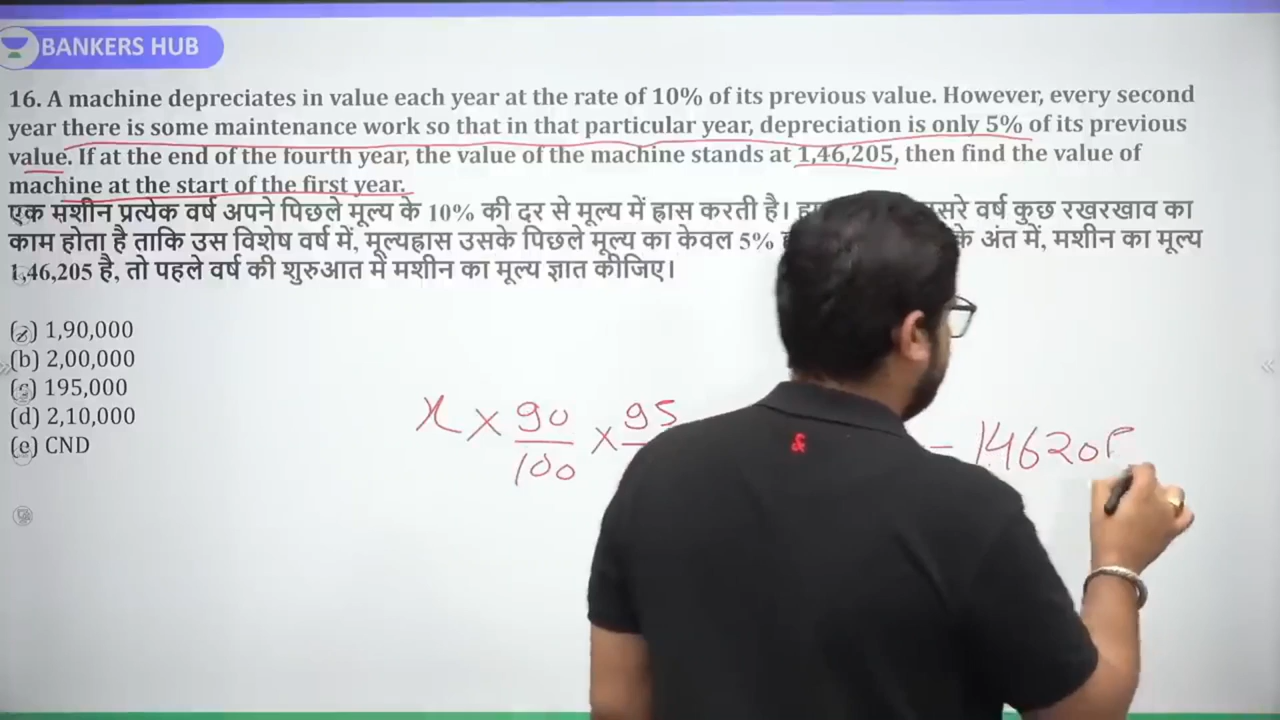 BANKERS HUB
16. A machine depreciates in value each year at the rate of 10% of its previous value. However, every second
year there is some maintenance work so that in that particular year, depreciation is only 5% of its previous
value. If at the end of the fourth year, the value of the machine stands at 1,46,205, then find the value of
machine at the start of the first year.
एक मशीन प्रत्येक वर्ष अपने पिछले मूल्य के 10% की दर से मूल्य में ह्रास करती है। सरे वर्ष कुछ रखरखाव का
काम होता है ताकि उस विशेष वर्ष में, मूल्यह्रास उसके पिछले मूल्य का केवल 5% के अंत में, मशीन का मूल्य
1,46,205 है, तो पहले वर्ष की शुरुआत में मशीन का मूल्य ज्ञात कीजिए।
(a) 1,90,000
(b) 2,00,000
(c) 195,000
(d) 2,10,000
(e) CND
x × 90/100 × 95 = 146205
&